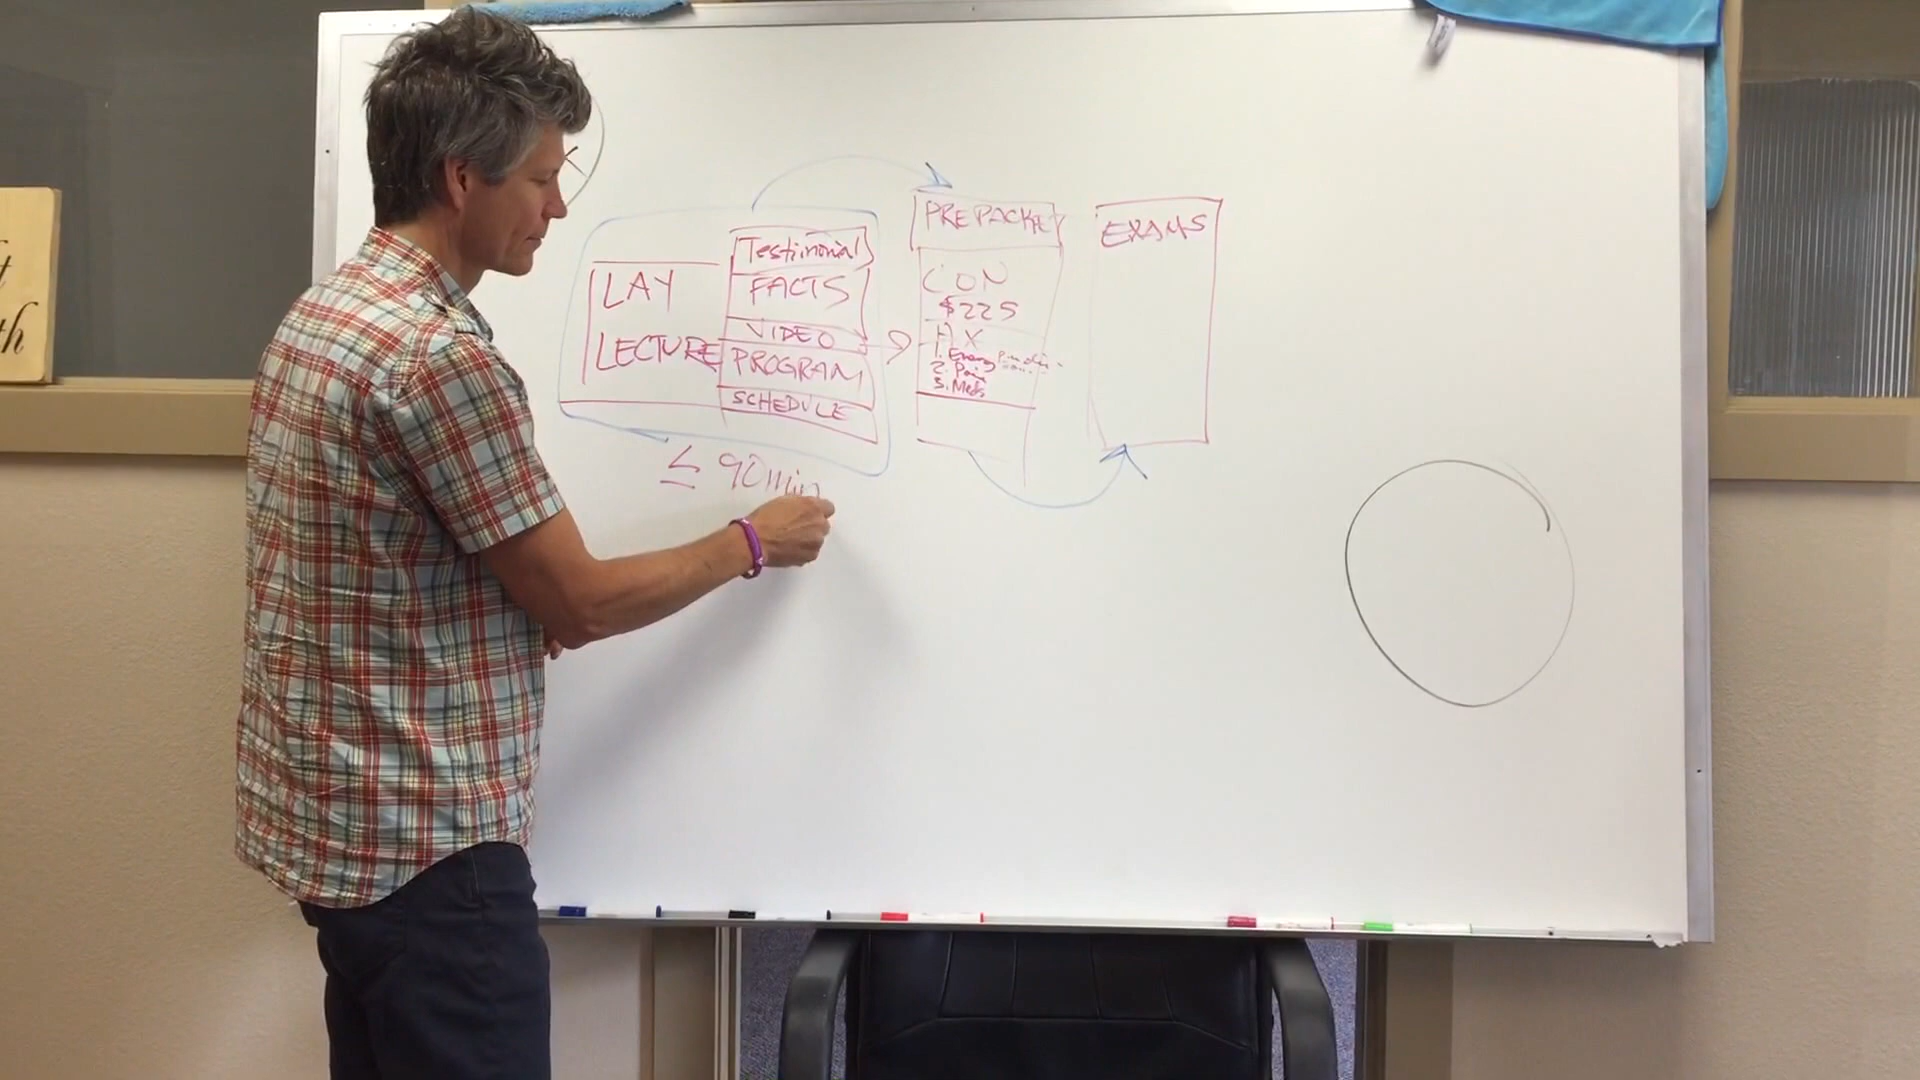 LAY
LECTURE
Testimonial
FACTS
VIDEO
PROGRAM
SCHEDULE
≤ 90min
PREPACKET
CON
$225
HX
1. Energy
2. Pain
3. Meds
EXAMS